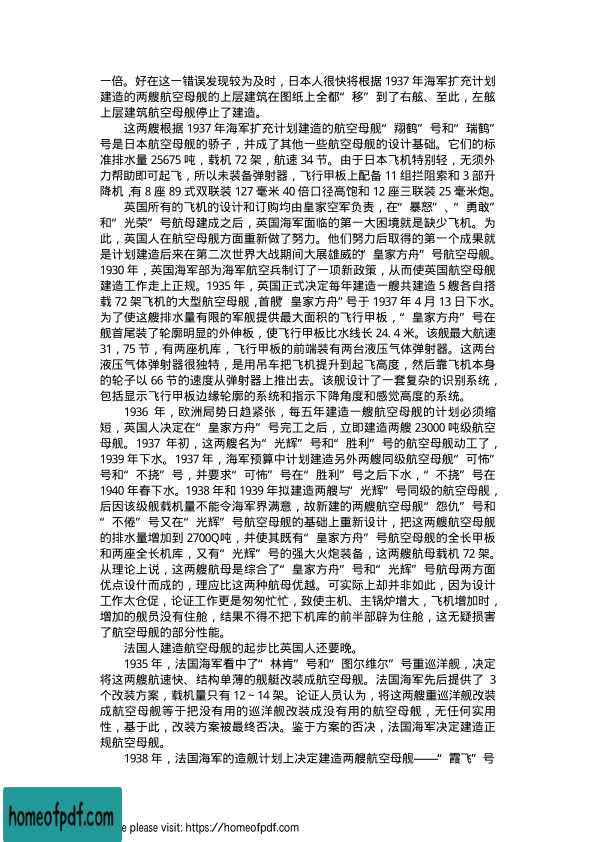 一倍。好在这一错误发现较为及时，日本人很快将根据 1937 年海军扩充计划
建造的两艘航空母舰的上层建筑在图纸上全都“移”到了右舷、至此，左舷
上层建筑航空母舰停止了建造。
这两艘根据 1937 年海军扩充计划建造的航空母舰“翔鹤”号和“瑞鹤”
号是日本航空母舰的骄子，并成了其他一些航空母舰的设计基础。它们的标
准排水量 25675 吨，载机 72 架，航速 34 节。由于日本飞机特别轻，无须外
力帮助即可起飞，所以未装备弹射器，飞行甲板上配备 11 组拦阻索和 3 部升
降机，有 8 座 89 式双联装 127 毫米 40 倍口径高炮和 12 座三联装 25 毫米炮。
英国所有的飞机的设计和订购均由皇家空军负责，在“暴怒”、“勇敢”
和“光荣”号航母建成之后，英国海军面临的第一大困境就是缺少飞机。为
此，英国人在航空母舰方面重新做了努力。他们努力后取得的第一个成果就
是计划建造后来在第二次世界大战期间大展雄威的“皇家方舟”号航空母舰。
1930 年，英国海军部为海军航空兵制订了一项新政策，从而使英国航空母舰
建造工作走上正规。1935 年，英国正式决定每年建造一艘共建造 5 艘各自搭
载 72 架飞机的大型航空母舰，首舰“皇家方舟”号于 1937 年 4 月 13 日下水。
为了使这艘排水量有限的军舰提供最大面积的飞行甲板，“皇家方舟”号在
舰首尾装了轮廓明显的外伸板，使飞行甲板比水线长 24. 4 米。该舰最大航速
31，75 节，有两座机库，飞行甲板的前端装有两台液压气体弹射器。这两台
液压气体弹射器很独特，是用吊车把飞机提升到起飞高度，然后靠飞机本身
的轮子以 66 节的速度从弹射器上推出去。该舰设计了一套复杂的识别系统，
包括显示飞行甲板边缘轮廓的系统和指示下降角度和感觉高度的系统。
1936 年，欧洲局势日趋紧张，每五年建造一艘航空母舰的计划必须缩
短，英国人决定在“皇家方舟”号完工之后，立即建造两艘 23000 吨级航空
母舰。1937 年初，这两艘名为“光辉”号和“胜利”号的航空母舰动工了，
1939 年下水。1937 年，海军预算中计划建造另外两艘同级航空母舰“可怖”
号和“不挠”号，并要求“可怖”号在“胜利”号之后下水，“不挠”号在
1940 年春下水。1938 年和 1939 年拟建造两艘与“光辉”号同级的航空母舰，
后因该级舰载机量不能令海军界满意，故新建的两艘航空母舰“怨仇”号和
“不倦”号又在“光辉”号航空母舰的基础上重新设计，把这两艘航空母舰
的排水量增加到 2700Q吨，并使其既有“皇家方舟”号航空母舰的全长甲板
和两座全长机库，又有“光辉”号的强大火炮装备，这两艘航母载机 72 架。
从理论上说，这两艘航母是综合了“皇家方舟”号和“光辉”号航母两方面
优点设什而成的，理应比这两种航母优越。可实际上却并非如此，因为设计
工作太仓促，论证工作更是匆匆忙忙，致使主机、主锅炉增大，飞机增加时，
增加的舰员没有住舱，结果不得不把下机库的前半部辟为住舱，这无疑损害
了航空母舰的部分性能。
法国人建造航空母舰的起步比英国人还要晚。
1935 年，法国海军看中了“林肯”号和“图尔维尔”号重巡洋舰，决定
将这两艘航速快、结构单薄的舰艇改装成航空母舰。法国海军先后提供了 3
个改装方案，载机量只有 12～14 架。论证人员认为，将这两艘重巡洋舰改装
成航空母舰等于把没有用的巡洋舰改装成没有用的航空母舰，无任何实用
性，基于此，改装方案被最终否决。鉴于方案的否决，法国海军决定建造正
规航空母舰。
1938 年，法国海军的造舰计划上决定建造两艘航空母舰——“霞飞”号
homeofpdf.com
e please visit: https://homeofpdf.com